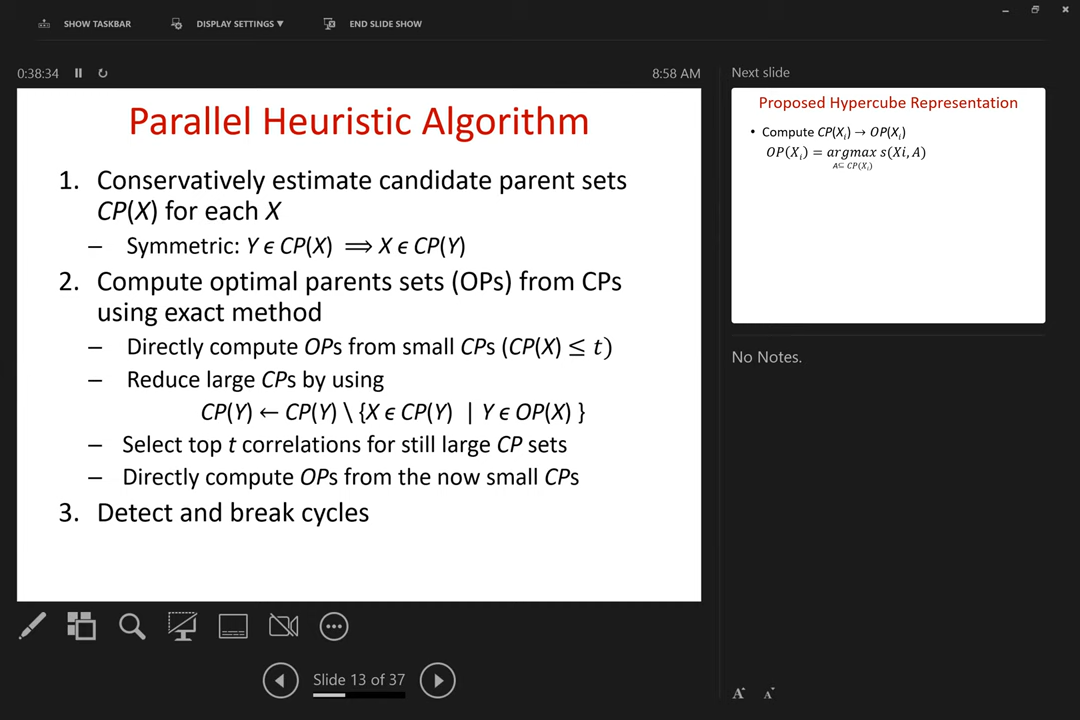 SHOW TASKBAR
DISPLAY SETTINGS ▼
END SLIDE SHOW
0:38:34
8:58 AM
Parallel Heuristic Algorithm
1. Conservatively estimate candidate parent sets
CP(X) for each X
– Symmetric: Y ϵ CP(X) ⟹ X ϵ CP(Y)
2. Compute optimal parents sets (OPs) from CPs
using exact method
– Directly compute OPs from small CPs (CP(X) ≤ t)
– Reduce large CPs by using
CP(Y) ← CP(Y) \ {X ϵ CP(Y) | Y ϵ OP(X) }
– Select top t correlations for still large CP sets
– Directly compute OPs from the now small CPs
3. Detect and break cycles
Slide 13 of 37
Next slide
Proposed Hypercube Representation
• Compute CP(Xᵢ) → OP(Xᵢ)
OP(Xᵢ) = argmax s(Xi, A)
A⊆ CP(Xᵢ)
No Notes.
A A